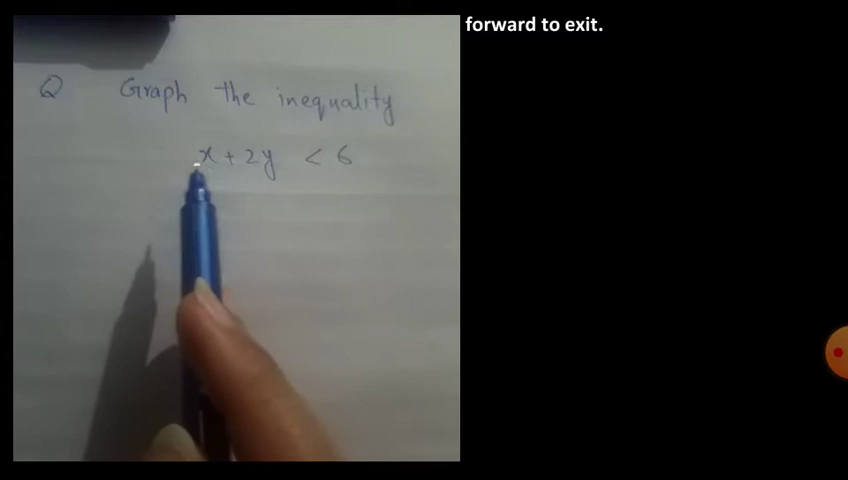 forward to exit.
Q Graph the inequality
x + 2y < 6